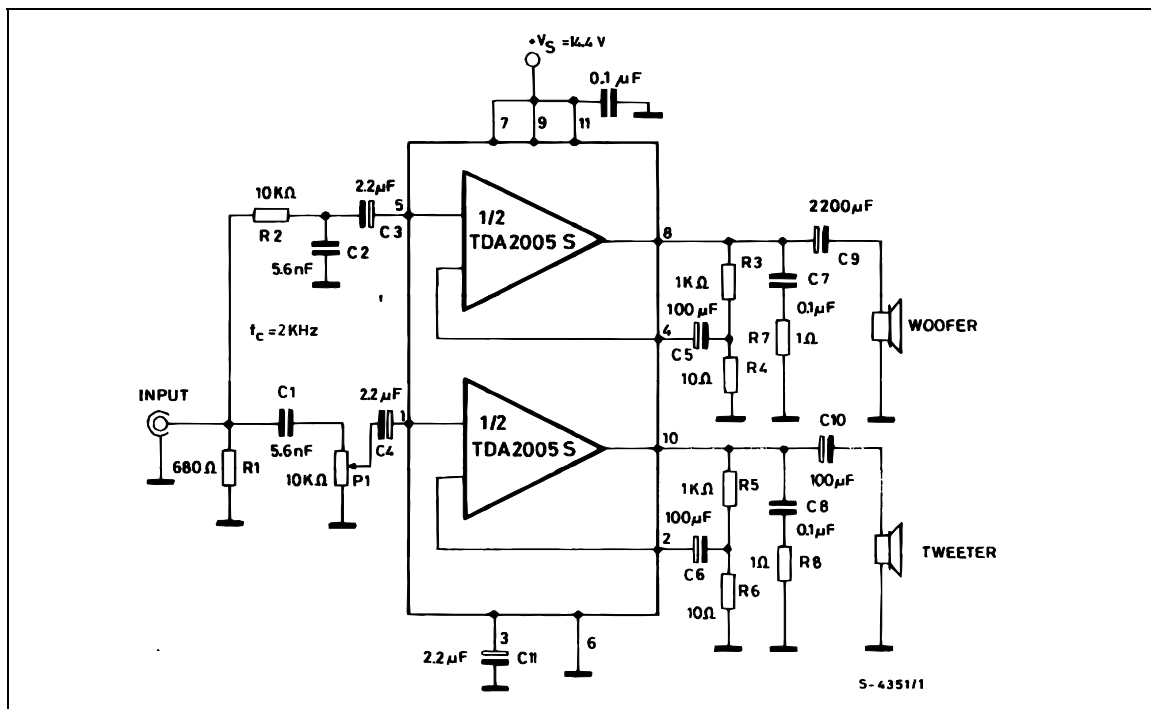 +VS =14.4 V
0.1 µF
7
9
11
10KΩ
R2
2.2µF
C3
5
5.6nF
C2
1/2
TDA2005 S
8
2200µF
C9
R3
1KΩ
C7
0.1µF
100µF
C5
4
R7
1Ω
R4
10Ω
WOOFER
fc =2KHz
INPUT
C1
5.6nF
2.2µF
C4
1
680Ω
R1
10KΩ
P1
1/2
TDA2005 S
10
C10
100µF
1KΩ
R5
C8
0.1µF
100µF
C6
2
1Ω
R8
R6
10Ω
TWEETER
3
6
2.2µF
C11
S-4351/1